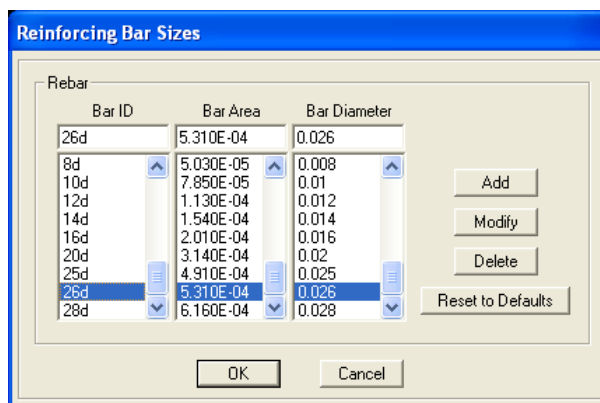 Reinforcing Bar Sizes
Rebar
Bar ID Bar Area Bar Diameter
26d 5.310E-04 0.026
8d 5.030E-05 0.008
10d 7.850E-05 0.01
12d 1.130E-04 0.012
14d 1.540E-04 0.014
16d 2.010E-04 0.016
20d 3.140E-04 0.02
25d 4.910E-04 0.025
26d 5.310E-04 0.026
28d 6.160E-04 0.028
Add
Modify
Delete
Reset to Defaults
OK Cancel